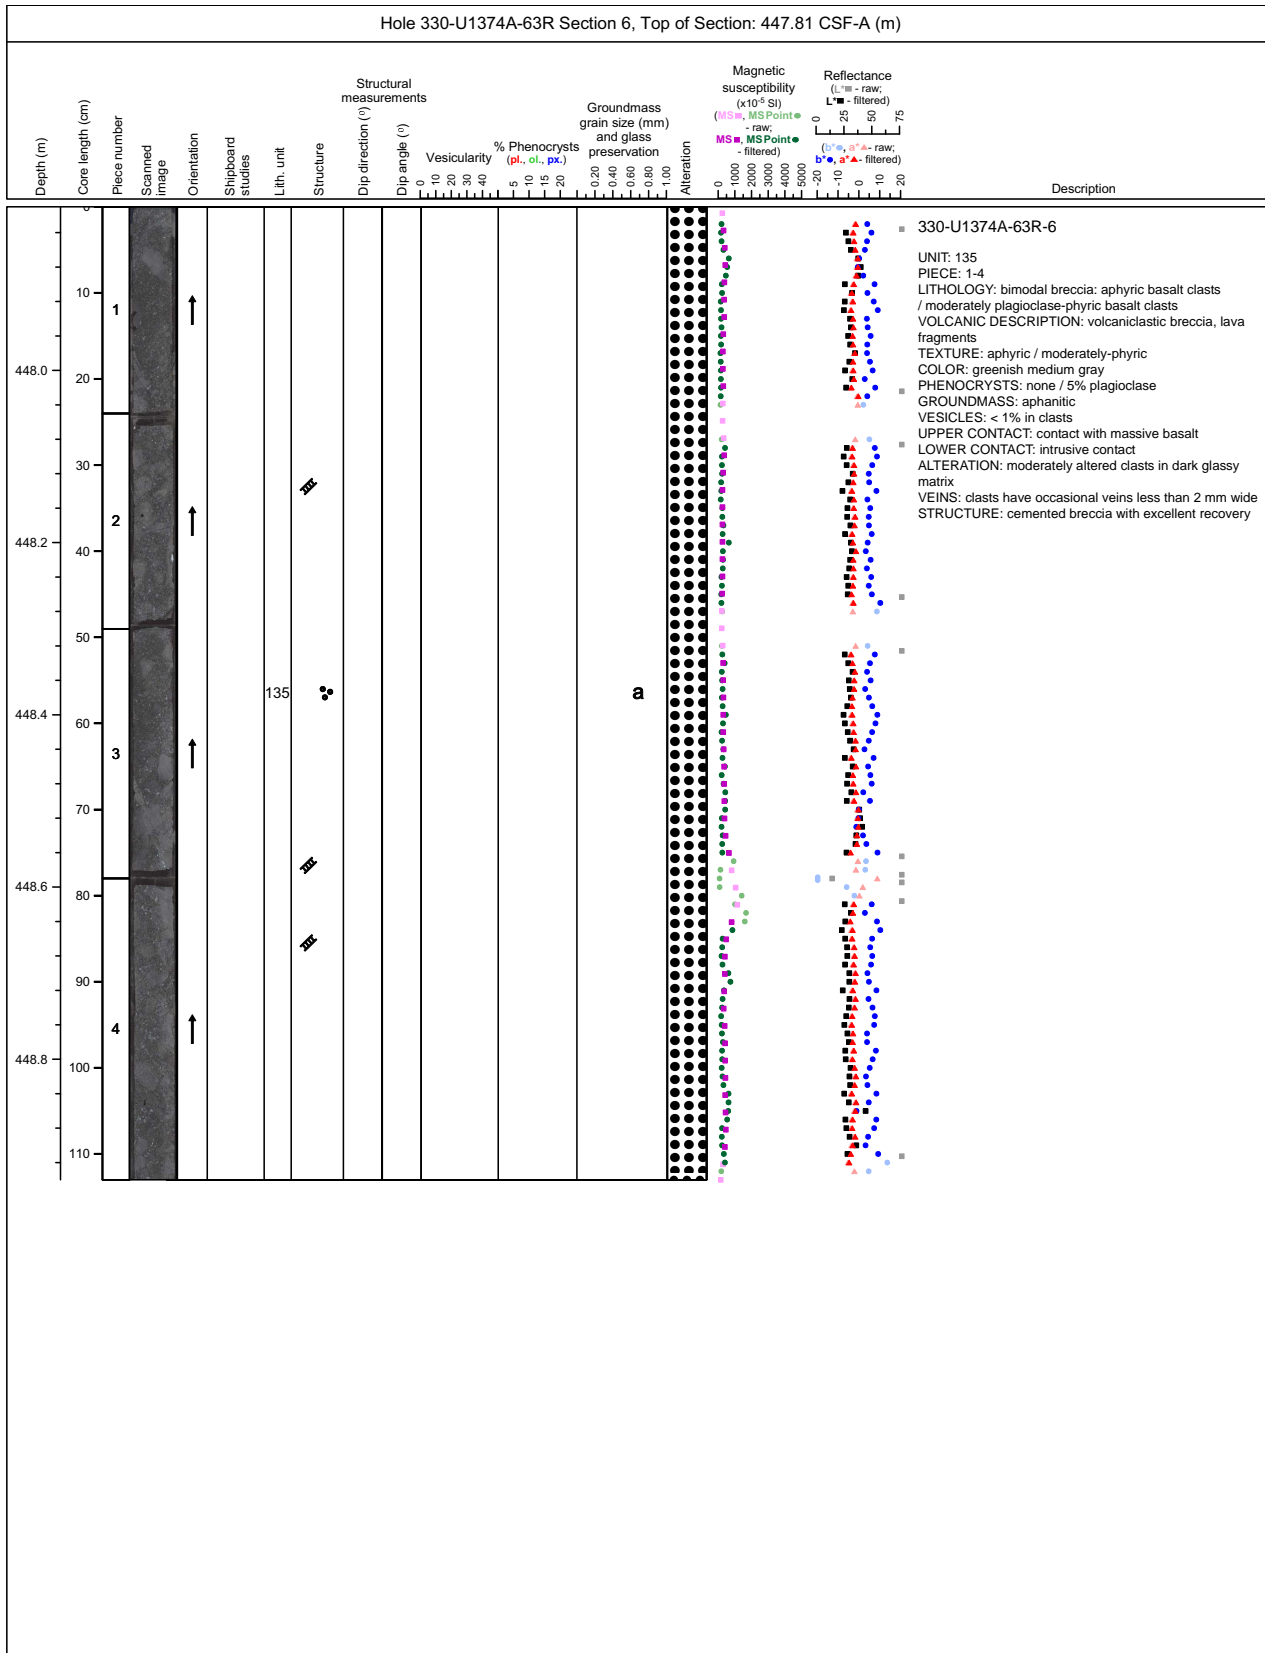 Hole 330-U1374A-63R Section 6, Top of Section: 447.81 CSF-A (m)
Depth (m)
Core length (cm)
Piece number
Scanned
image
Orientation
Shipboard
studies
Lith. unit
Structure
Structural
measurements
Dip direction (º)
Dip angle (º)
Vesicularity
0 10 20 30 40
% Phenocrysts
(pl., ol., px.)
5 10 15 20
Groundmass
grain size (mm)
and glass
preservation
0.20 0.40 0.60 0.80 1.00
Alteration
Magnetic
susceptibility
(x10-5 SI)
(MS■, MSPoint●
- raw;
MS■, MSPoint●
- filtered)
0 1000 2000 3000 4000 5000
Reflectance
(L*■ - raw;
L*■ - filtered)
0 25 50 75
(b*●, a*▲- raw;
b*●, a*▲- filtered)
-20 -10 0 10 20
Description
448.0
448.2
448.4
448.6
448.8
0
10
20
30
40
50
60
70
80
90
100
110
1
2
3
4
135
a
330-U1374A-63R-6
UNIT: 135
PIECE: 1-4
LITHOLOGY: bimodal breccia: aphyric basalt clasts
/ moderately plagioclase-phyric basalt clasts
VOLCANIC DESCRIPTION: volcaniclastic breccia, lava
fragments
TEXTURE: aphyric / moderately-phyric
COLOR: greenish medium gray
PHENOCRYSTS: none / 5% plagioclase
GROUNDMASS: aphanitic
VESICLES: < 1% in clasts
UPPER CONTACT: contact with massive basalt
LOWER CONTACT: intrusive contact
ALTERATION: moderately altered clasts in dark glassy
matrix
VEINS: clasts have occasional veins less than 2 mm wide
STRUCTURE: cemented breccia with excellent recovery